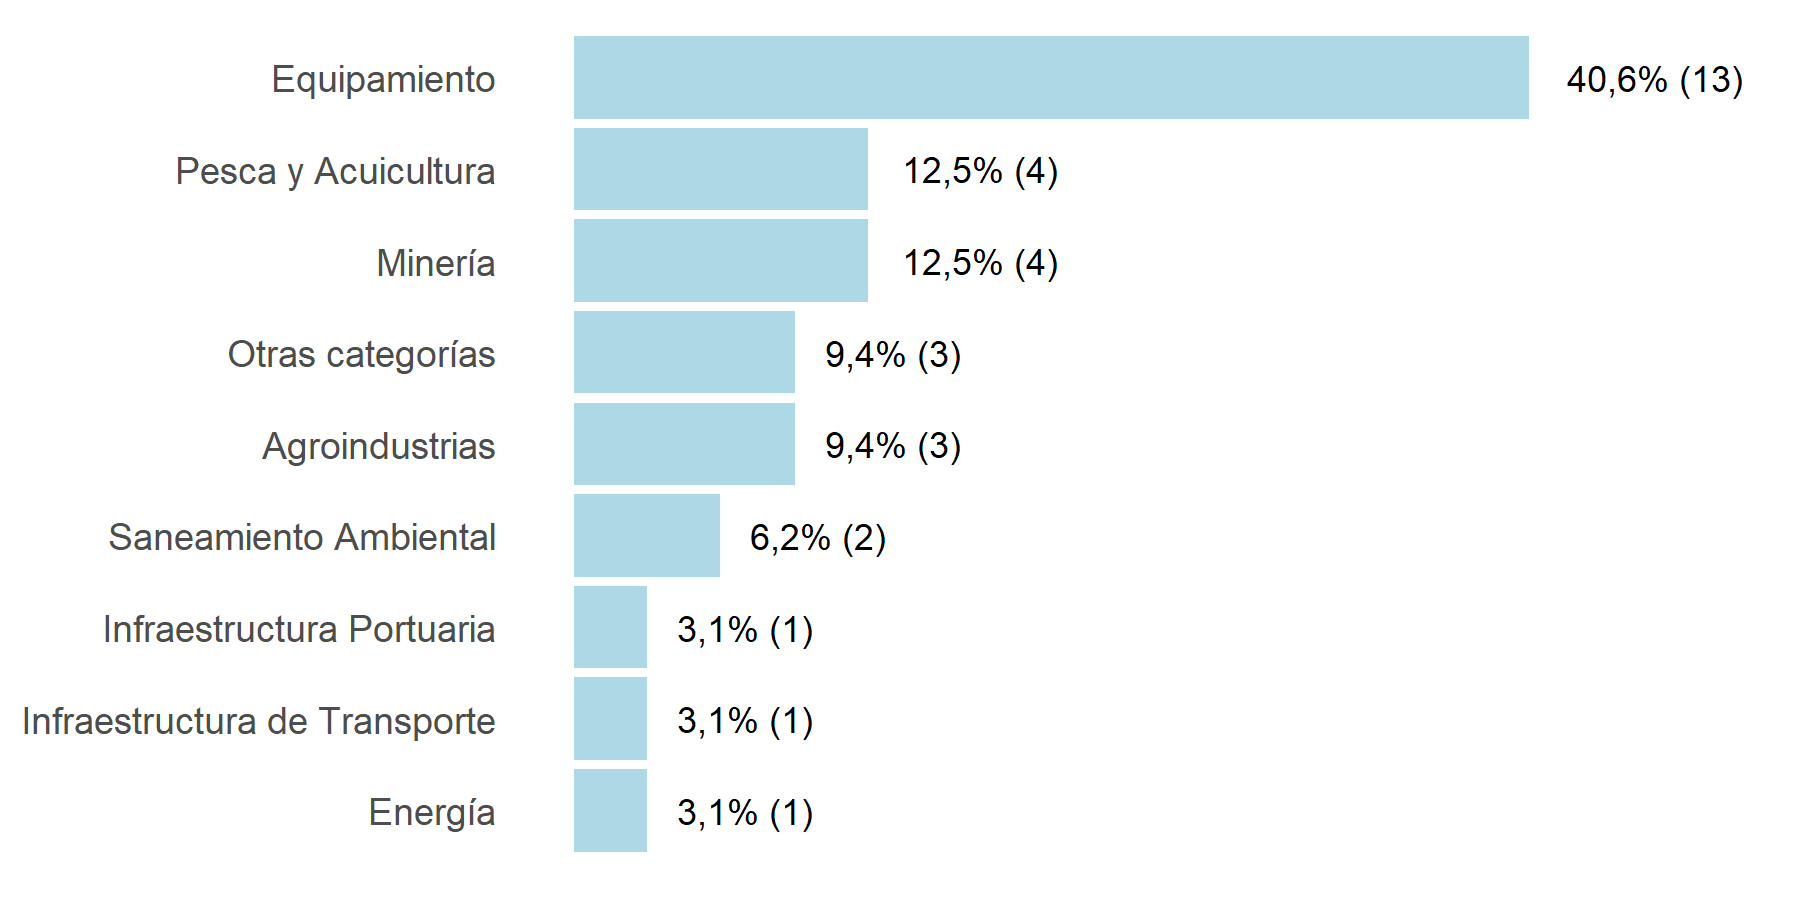 Equipamiento 40,6% (13)
Pesca y Acuicultura 12,5% (4)
Minería 12,5% (4)
Otras categorías 9,4% (3)
Agroindustrias 9,4% (3)
Saneamiento Ambiental 6,2% (2)
Infraestructura Portuaria 3,1% (1)
Infraestructura de Transporte 3,1% (1)
Energía 3,1% (1)